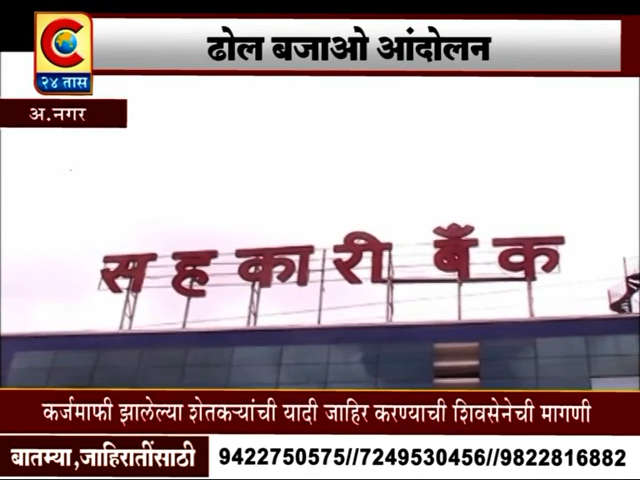 C
२४ तास
ढोल बजाओ आंदोलन
अ.नगर
सहकारी बँक
कर्जमाफी झालेल्या शेतकऱ्यांची यादी जाहिर करण्याची शिवसेनेची मागणी
बातम्या,जाहिरातींसाठी
9422750575//7249530456//9822816882